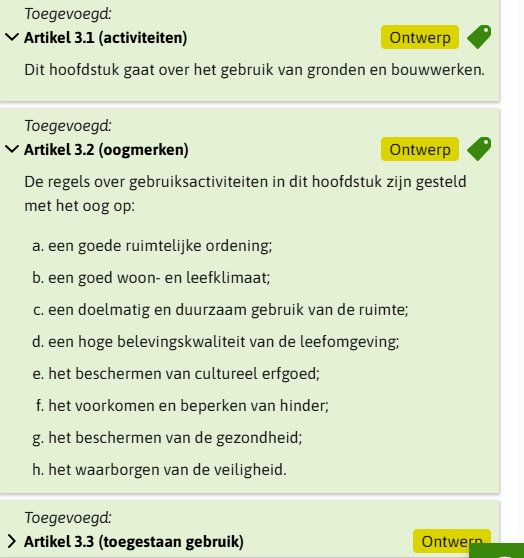 Toegevoegd:
Artikel 3.1 (activiteiten) Ontwerp
Dit hoofdstuk gaat over het gebruik van gronden en bouwwerken.
Toegevoegd:
Artikel 3.2 (oogmerken) Ontwerp
De regels over gebruiksactiviteiten in dit hoofdstuk zijn gesteld
met het oog op:
a. een goede ruimtelijke ordening;
b. een goed woon- en leefklimaat;
c. een doelmatig en duurzaam gebruik van de ruimte;
d. een hoge belevingskwaliteit van de leefomgeving;
e. het beschermen van cultureel erfgoed;
f. het voorkomen en beperken van hinder;
g. het beschermen van de gezondheid;
h. het waarborgen van de veiligheid.
Toegevoegd:
Artikel 3.3 (toegestaan gebruik) Ontwerp